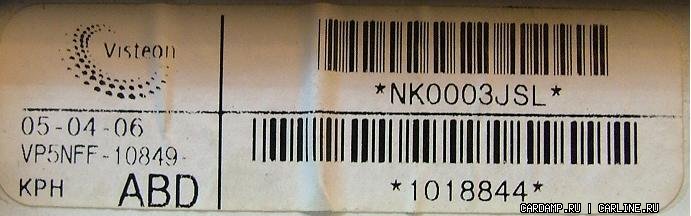 Visteon
*NK0003JSL*
05-04-06
VP5NFF-10849-
KPH ABD
*1018844*
CARDAMP.RU | CARLINE.RU